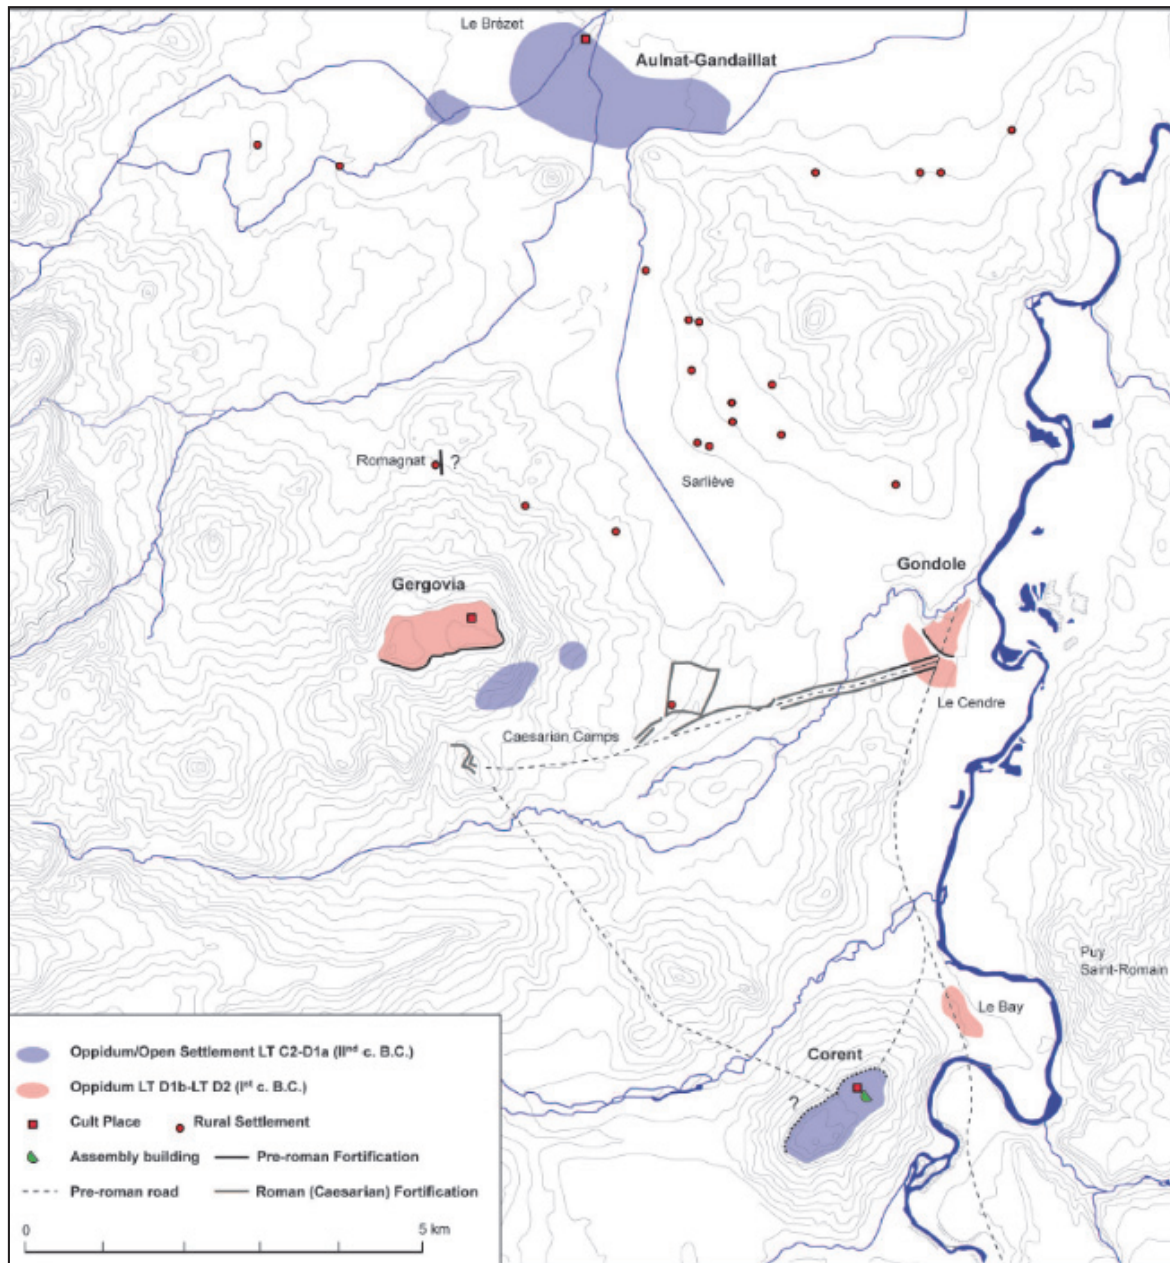 Le Brézet
Aulnat-Gandaillat
Romagnat
?
Sarliève
Gondole
Gergovia
Le Cendre
Caesarian Camps
Puy
Saint-Romain
Le Bay
Corent
?
Oppidum/Open Settlement LT C2-D1a (IInd c. B.C.)
Oppidum LT D1b-LT D2 (Ist c. B.C.)
Cult Place Rural Settlement
Assembly building Pre-roman Fortification
Pre-roman road Roman (Caesarian) Fortification
0 5 km